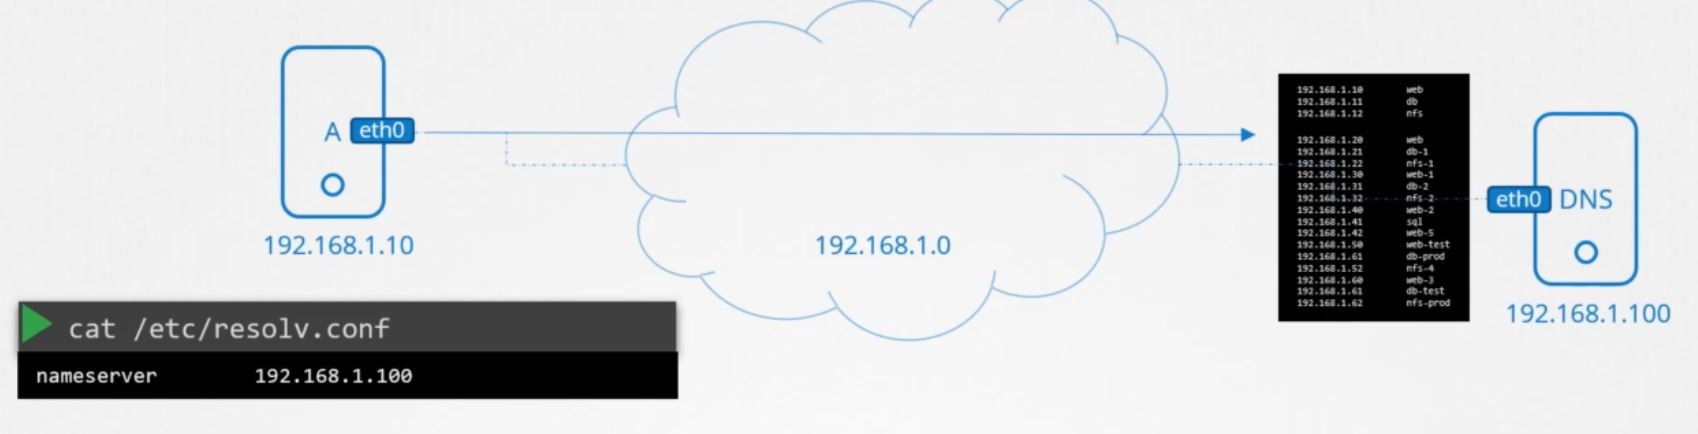 A eth0
192.168.1.10
192.168.1.0
192.168.1.10 web
192.168.1.11 db
192.168.1.12 nfs
192.168.1.20 web
192.168.1.21 db-1
192.168.1.22 nfs-1
192.168.1.30 web-1
192.168.1.31 db-2
192.168.1.32 nfs-2
192.168.1.40 web-2
192.168.1.41 sql
192.168.1.42 web-5
192.168.1.50 web-test
192.168.1.61 db-prod
192.168.1.52 nfs-4
192.168.1.60 web-3
192.168.1.61 db-test
192.168.1.62 nfs-prod
eth0 DNS
192.168.1.100
cat /etc/resolv.conf
nameserver 192.168.1.100